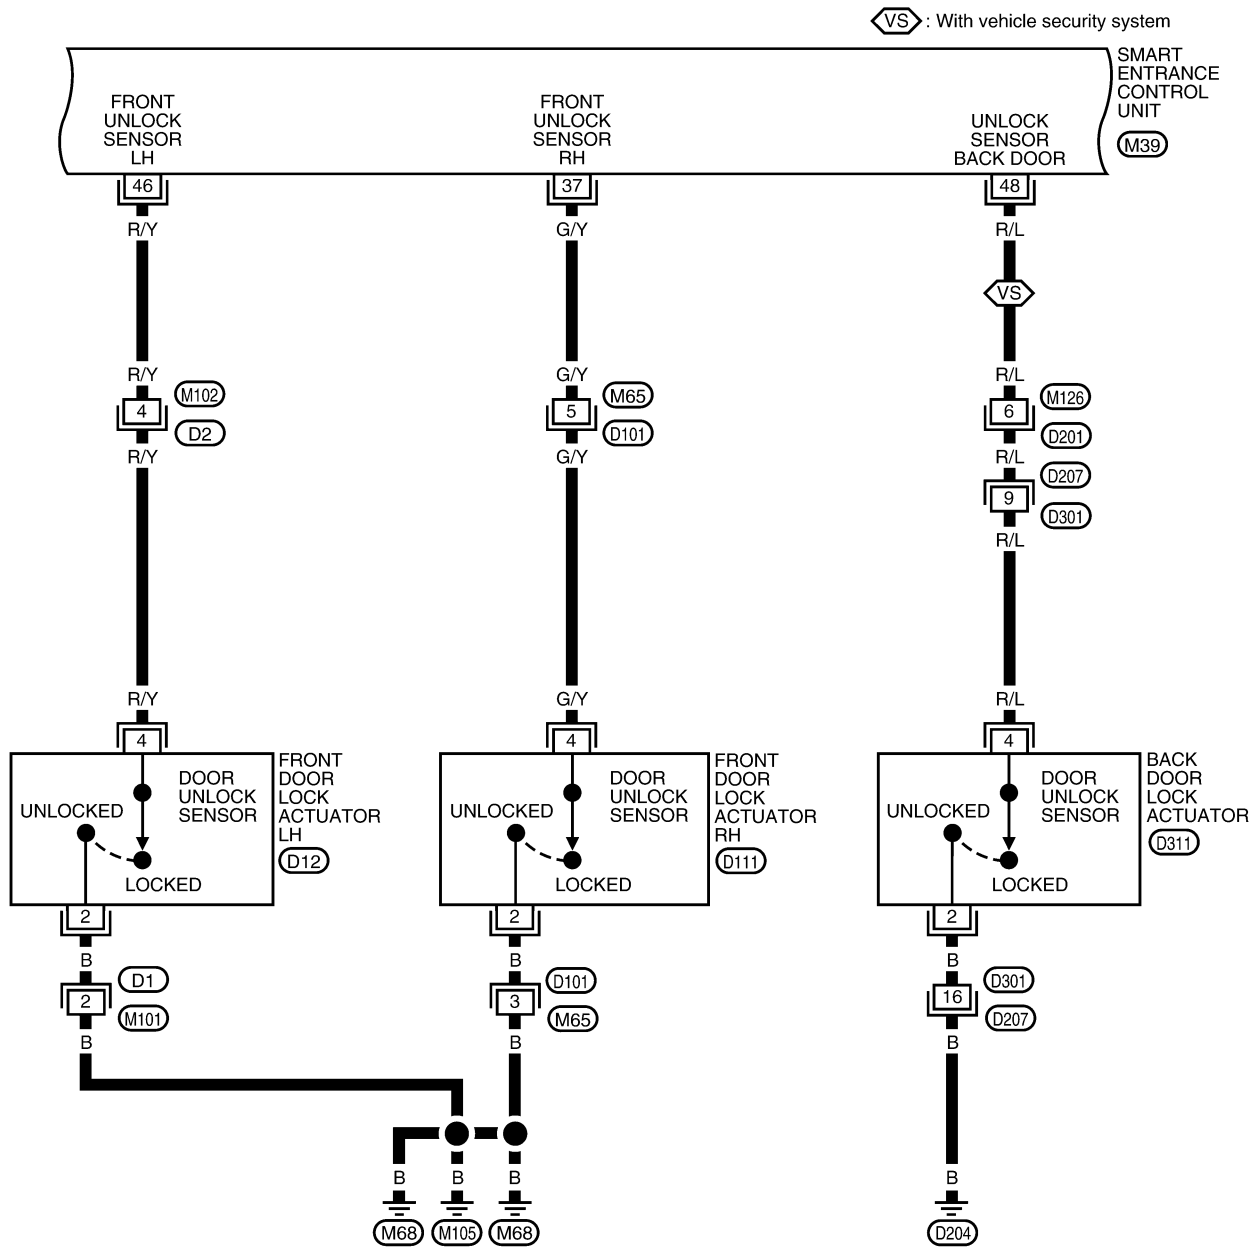 VS : With vehicle security system
SMART
ENTRANCE
CONTROL
UNIT
M39
FRONT
UNLOCK
SENSOR
LH
FRONT
UNLOCK
SENSOR
RH
UNLOCK
SENSOR
BACK DOOR
46
37
48
R/Y
G/Y
R/L
VS
R/Y
G/Y
R/L
4
M102
D2
5
M65
D101
6
M126
D201
R/Y
G/Y
R/L
D207
9
D301
R/L
R/Y
G/Y
R/L
4
4
4
DOOR
UNLOCK
SENSOR
UNLOCKED
LOCKED
FRONT
DOOR
LOCK
ACTUATOR
LH
D12
DOOR
UNLOCK
SENSOR
UNLOCKED
LOCKED
FRONT
DOOR
LOCK
ACTUATOR
RH
D111
DOOR
UNLOCK
SENSOR
UNLOCKED
LOCKED
BACK
DOOR
LOCK
ACTUATOR
D311
2
2
2
B
B
B
D1
2
M101
D101
3
M65
D301
16
D207
B
B
B
B
B
B
B
M68
M105
M68
D204